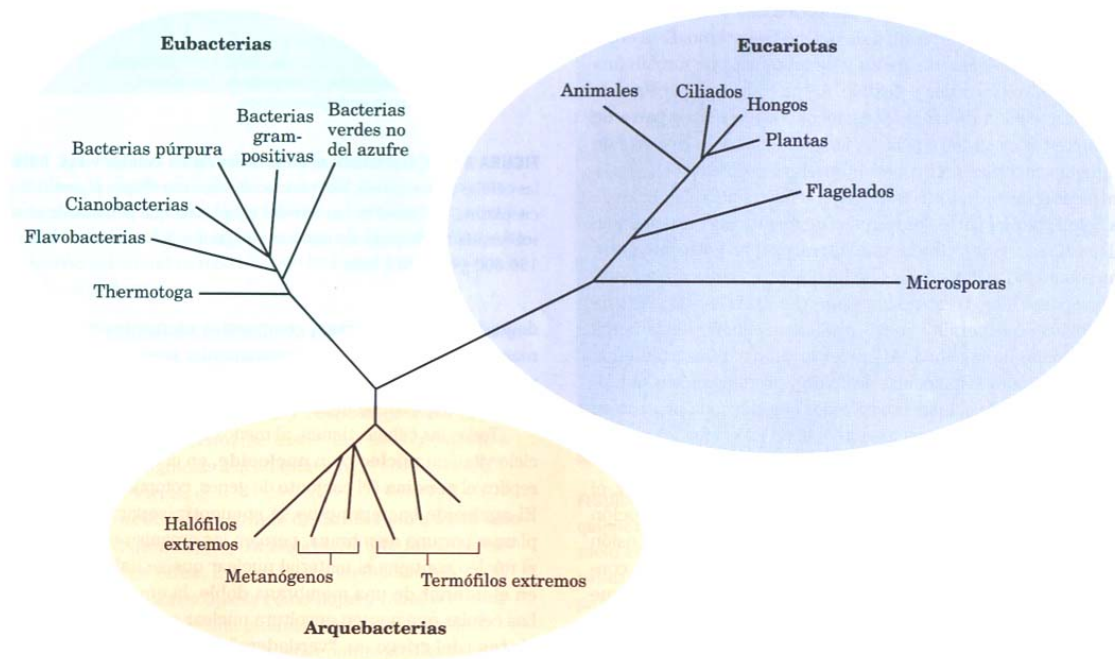 Eubacterias
Bacterias
verdes no
del azufre
Bacterias
gram-
positivas
Bacterias púrpura
Cianobacterias
Flavobacterias
Thermotoga
Eucariotas
Animales
Ciliados
Hongos
Plantas
Flagelados
Microsporas
Halófilos
extremos
Metanógenos
Termófilos extremos
Arquebacterias